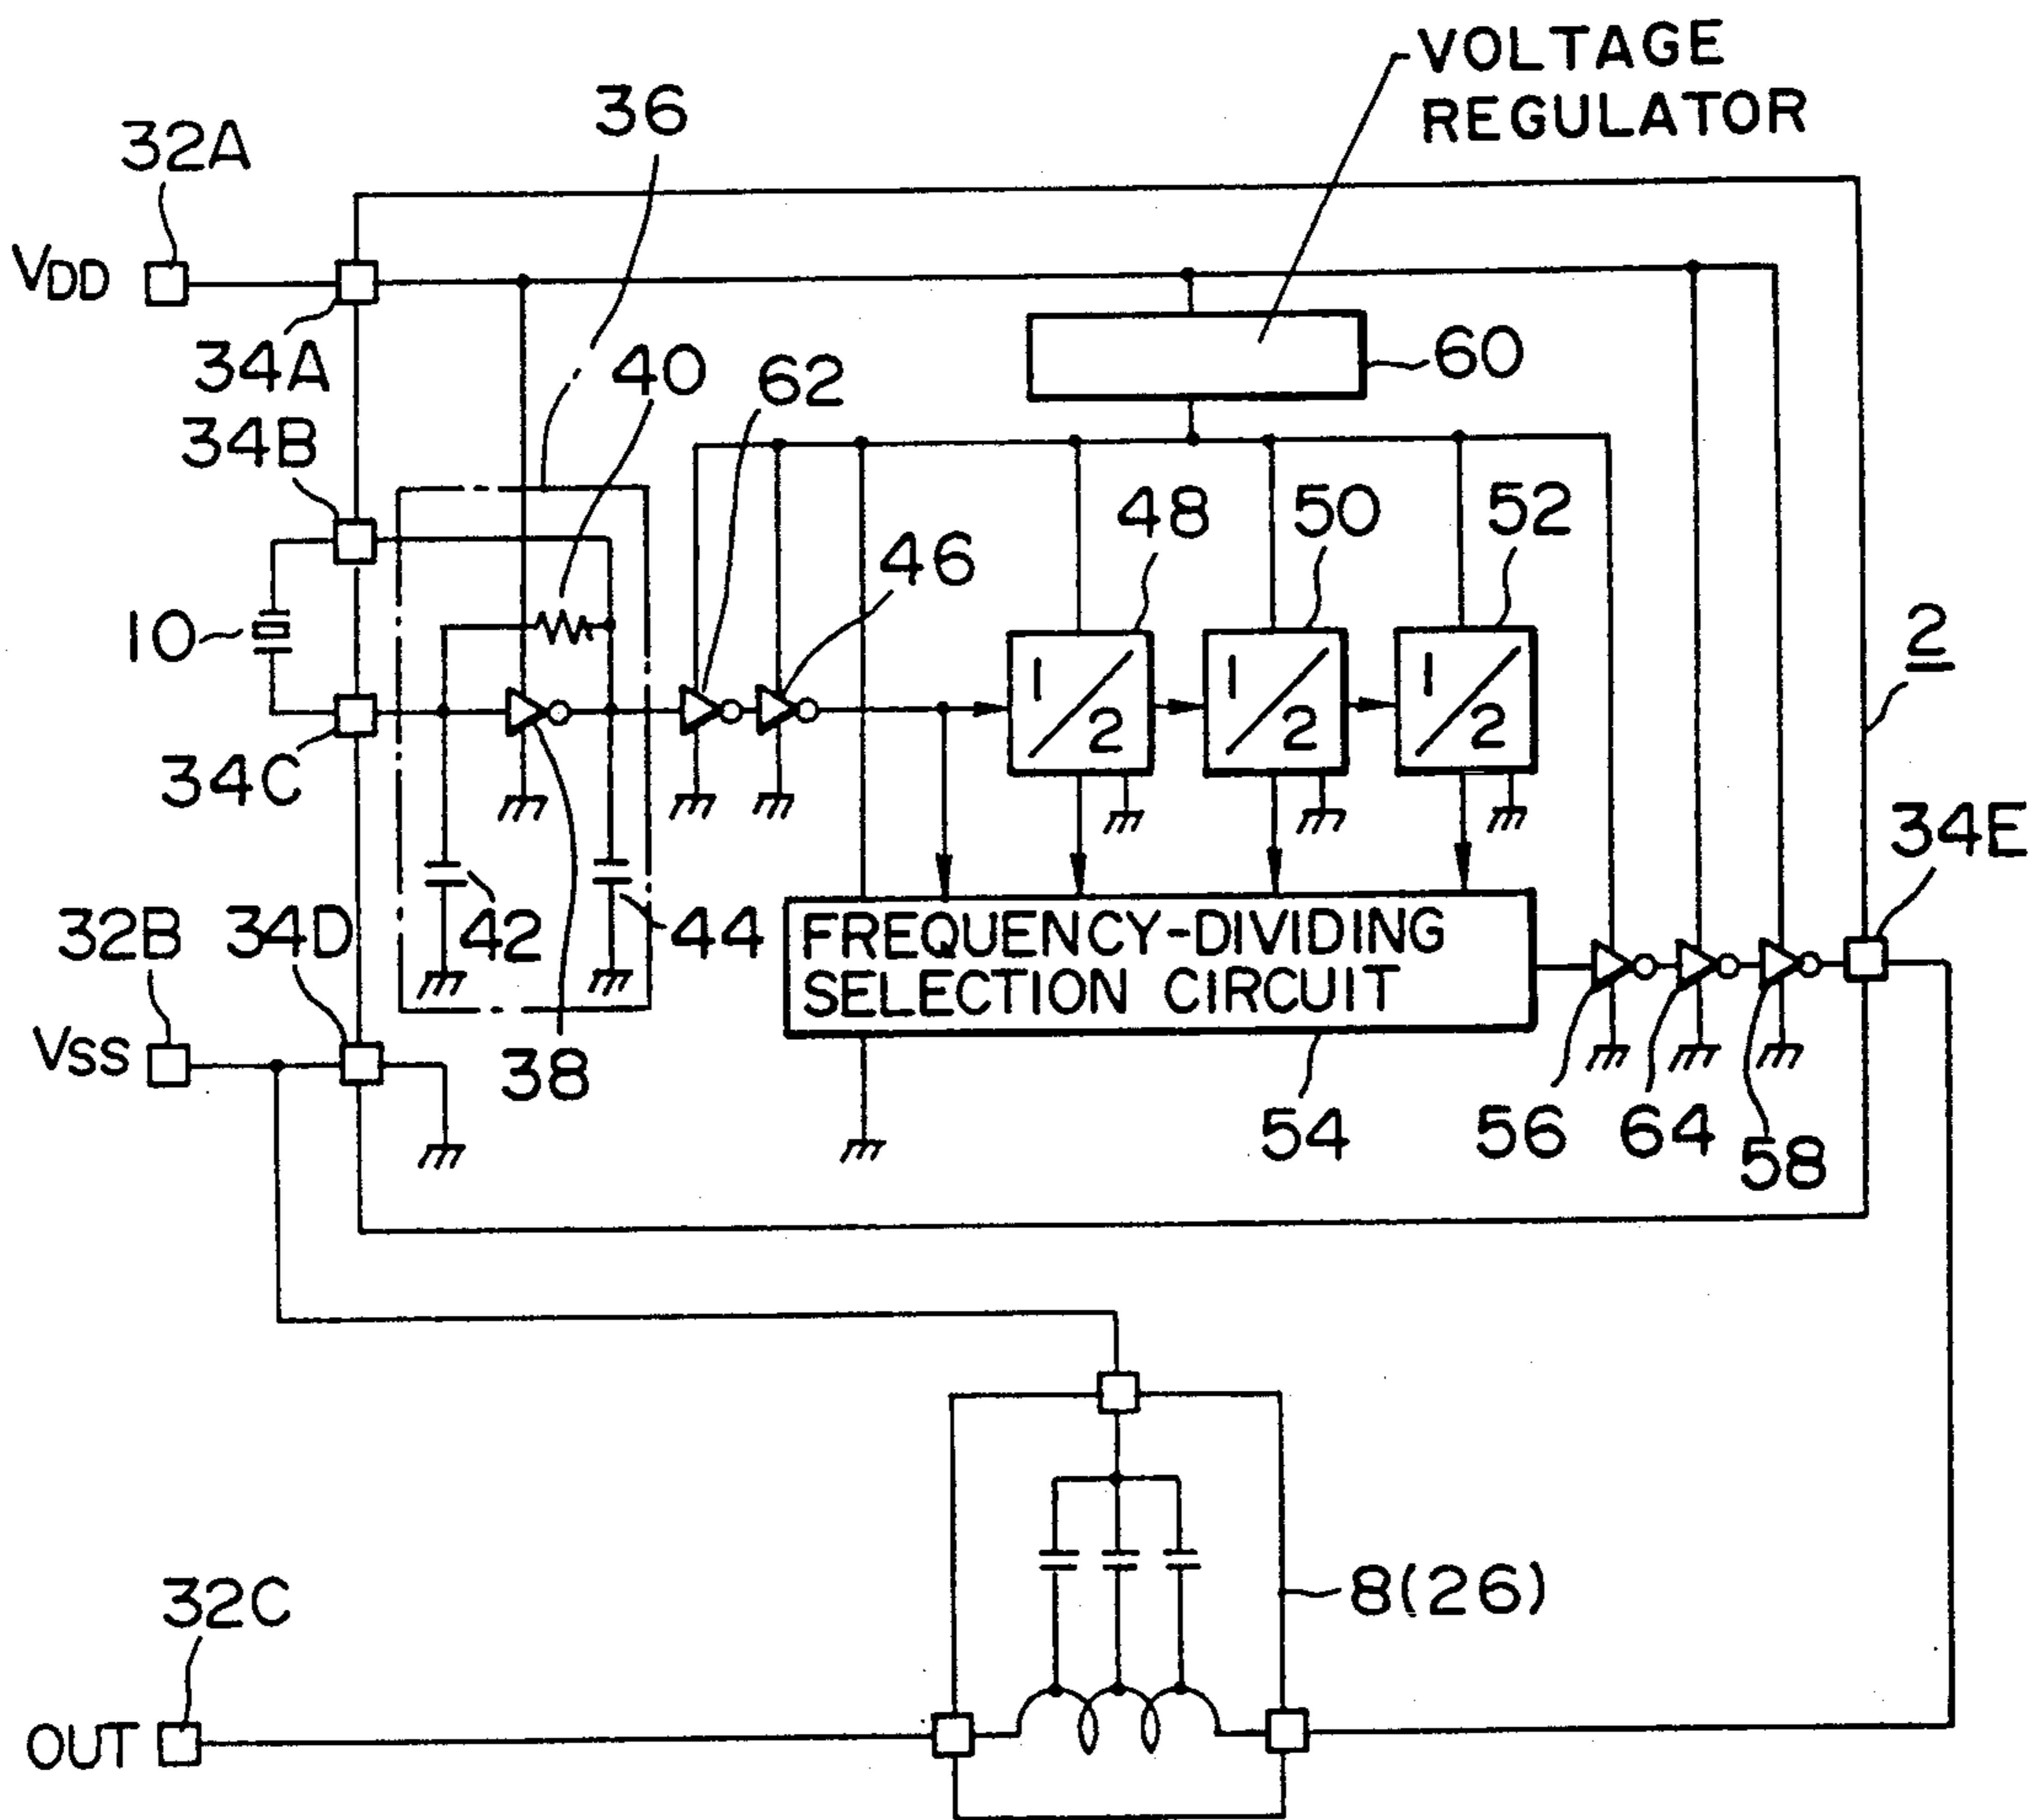 VOLTAGE
REGULATOR
36
32A
VDD
34A
40
62
60
34B
48
50
52
46
10
1/2
1/2
1/2
2
34C
34E
42
44
32B
34D
FREQUENCY-DIVIDING
SELECTION CIRCUIT
VSS
38
54
56
64
58
8(26)
32C
OUT